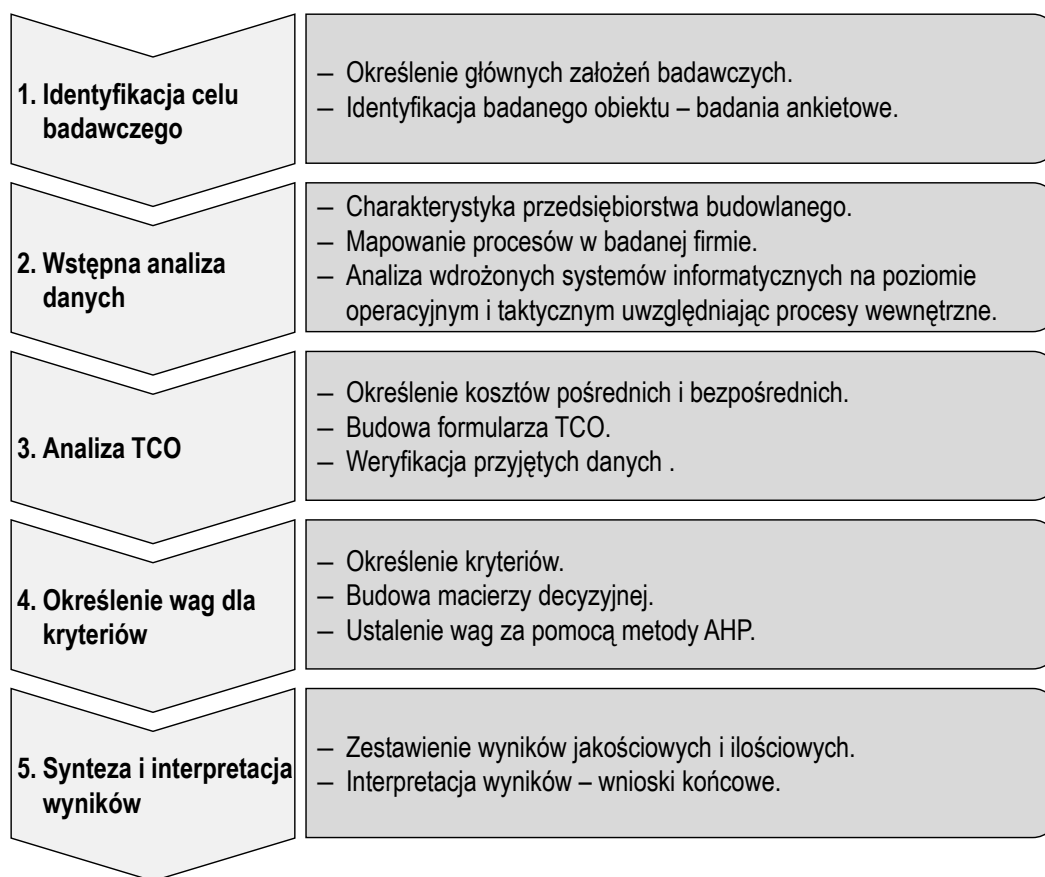 1. Identyfikacja celu
badawczego
– Określenie głównych założeń badawczych.
– Identyfikacja badanego obiektu – badania ankietowe.
2. Wstępna analiza
danych
– Charakterystyka przedsiębiorstwa budowlanego.
– Mapowanie procesów w badanej firmie.
– Analiza wdrożonych systemów informatycznych na poziomie
operacyjnym i taktycznym uwzględniając procesy wewnętrzne.
3. Analiza TCO
– Określenie kosztów pośrednich i bezpośrednich.
– Budowa formularza TCO.
– Weryfikacja przyjętych danych .
4. Określenie wag dla
kryteriów
– Określenie kryteriów.
– Budowa macierzy decyzyjnej.
– Ustalenie wag za pomocą metody AHP.
5. Synteza i interpretacja
wyników
– Zestawienie wyników jakościowych i ilościowych.
– Interpretacja wyników – wnioski końcowe.